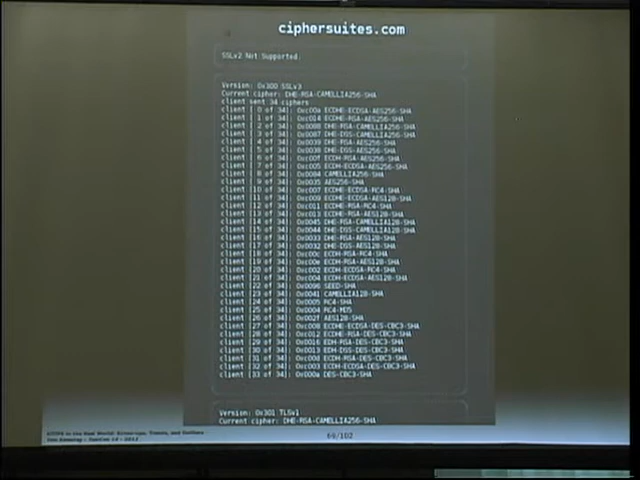 ciphersuites.com
SSLv2 Not Supported
Version: 0x300 SSLv3
Current cipher: DHE-RSA-CAMELLIA256-SHA
client sent 34 ciphers
client [ 0 of 34]: 0xc00a ECDHE-ECDSA-AES256-SHA
client [ 1 of 34]: 0xc014 ECDHE-RSA-AES256-SHA
client [ 2 of 34]: 0x0088 DHE-RSA-CAMELLIA256-SHA
client [ 3 of 34]: 0x0087 DHE-DSS-CAMELLIA256-SHA
client [ 4 of 34]: 0x0039 DHE-RSA-AES256-SHA
client [ 5 of 34]: 0x0038 DHE-DSS-AES256-SHA
client [ 6 of 34]: 0xc00f ECDH-RSA-AES256-SHA
client [ 7 of 34]: 0xc005 ECDH-ECDSA-AES256-SHA
client [ 8 of 34]: 0x0084 CAMELLIA256-SHA
client [ 9 of 34]: 0x0035 AES256-SHA
client [10 of 34]: 0xc007 ECDHE-ECDSA-RC4-SHA
client [11 of 34]: 0xc009 ECDHE-ECDSA-AES128-SHA
client [12 of 34]: 0xc011 ECDHE-RSA-RC4-SHA
client [13 of 34]: 0xc013 ECDHE-RSA-AES128-SHA
client [14 of 34]: 0x0045 DHE-RSA-CAMELLIA128-SHA
client [15 of 34]: 0x0044 DHE-DSS-CAMELLIA128-SHA
client [16 of 34]: 0x0033 DHE-RSA-AES128-SHA
client [17 of 34]: 0x0032 DHE-DSS-AES128-SHA
client [18 of 34]: 0xc00c ECDH-RSA-RC4-SHA
client [19 of 34]: 0xc00e ECDH-RSA-AES128-SHA
client [20 of 34]: 0xc002 ECDH-ECDSA-RC4-SHA
client [21 of 34]: 0xc004 ECDH-ECDSA-AES128-SHA
client [22 of 34]: 0x0096 SEED-SHA
client [23 of 34]: 0x0041 CAMELLIA128-SHA
client [24 of 34]: 0x0005 RC4-SHA
client [25 of 34]: 0x0004 RC4-MD5
client [26 of 34]: 0x002f AES128-SHA
client [27 of 34]: 0xc008 ECDHE-ECDSA-DES-CBC3-SHA
client [28 of 34]: 0xc012 ECDHE-RSA-DES-CBC3-SHA
client [29 of 34]: 0x0016 EDH-RSA-DES-CBC3-SHA
client [30 of 34]: 0x0013 EDH-DSS-DES-CBC3-SHA
client [31 of 34]: 0xc00d ECDH-RSA-DES-CBC3-SHA
client [32 of 34]: 0xc003 ECDH-ECDSA-DES-CBC3-SHA
client [33 of 34]: 0x000a DES-CBC3-SHA
Version: 0x301 TLSv1
Current cipher: DHE-RSA-CAMELLIA256-SHA
69/102